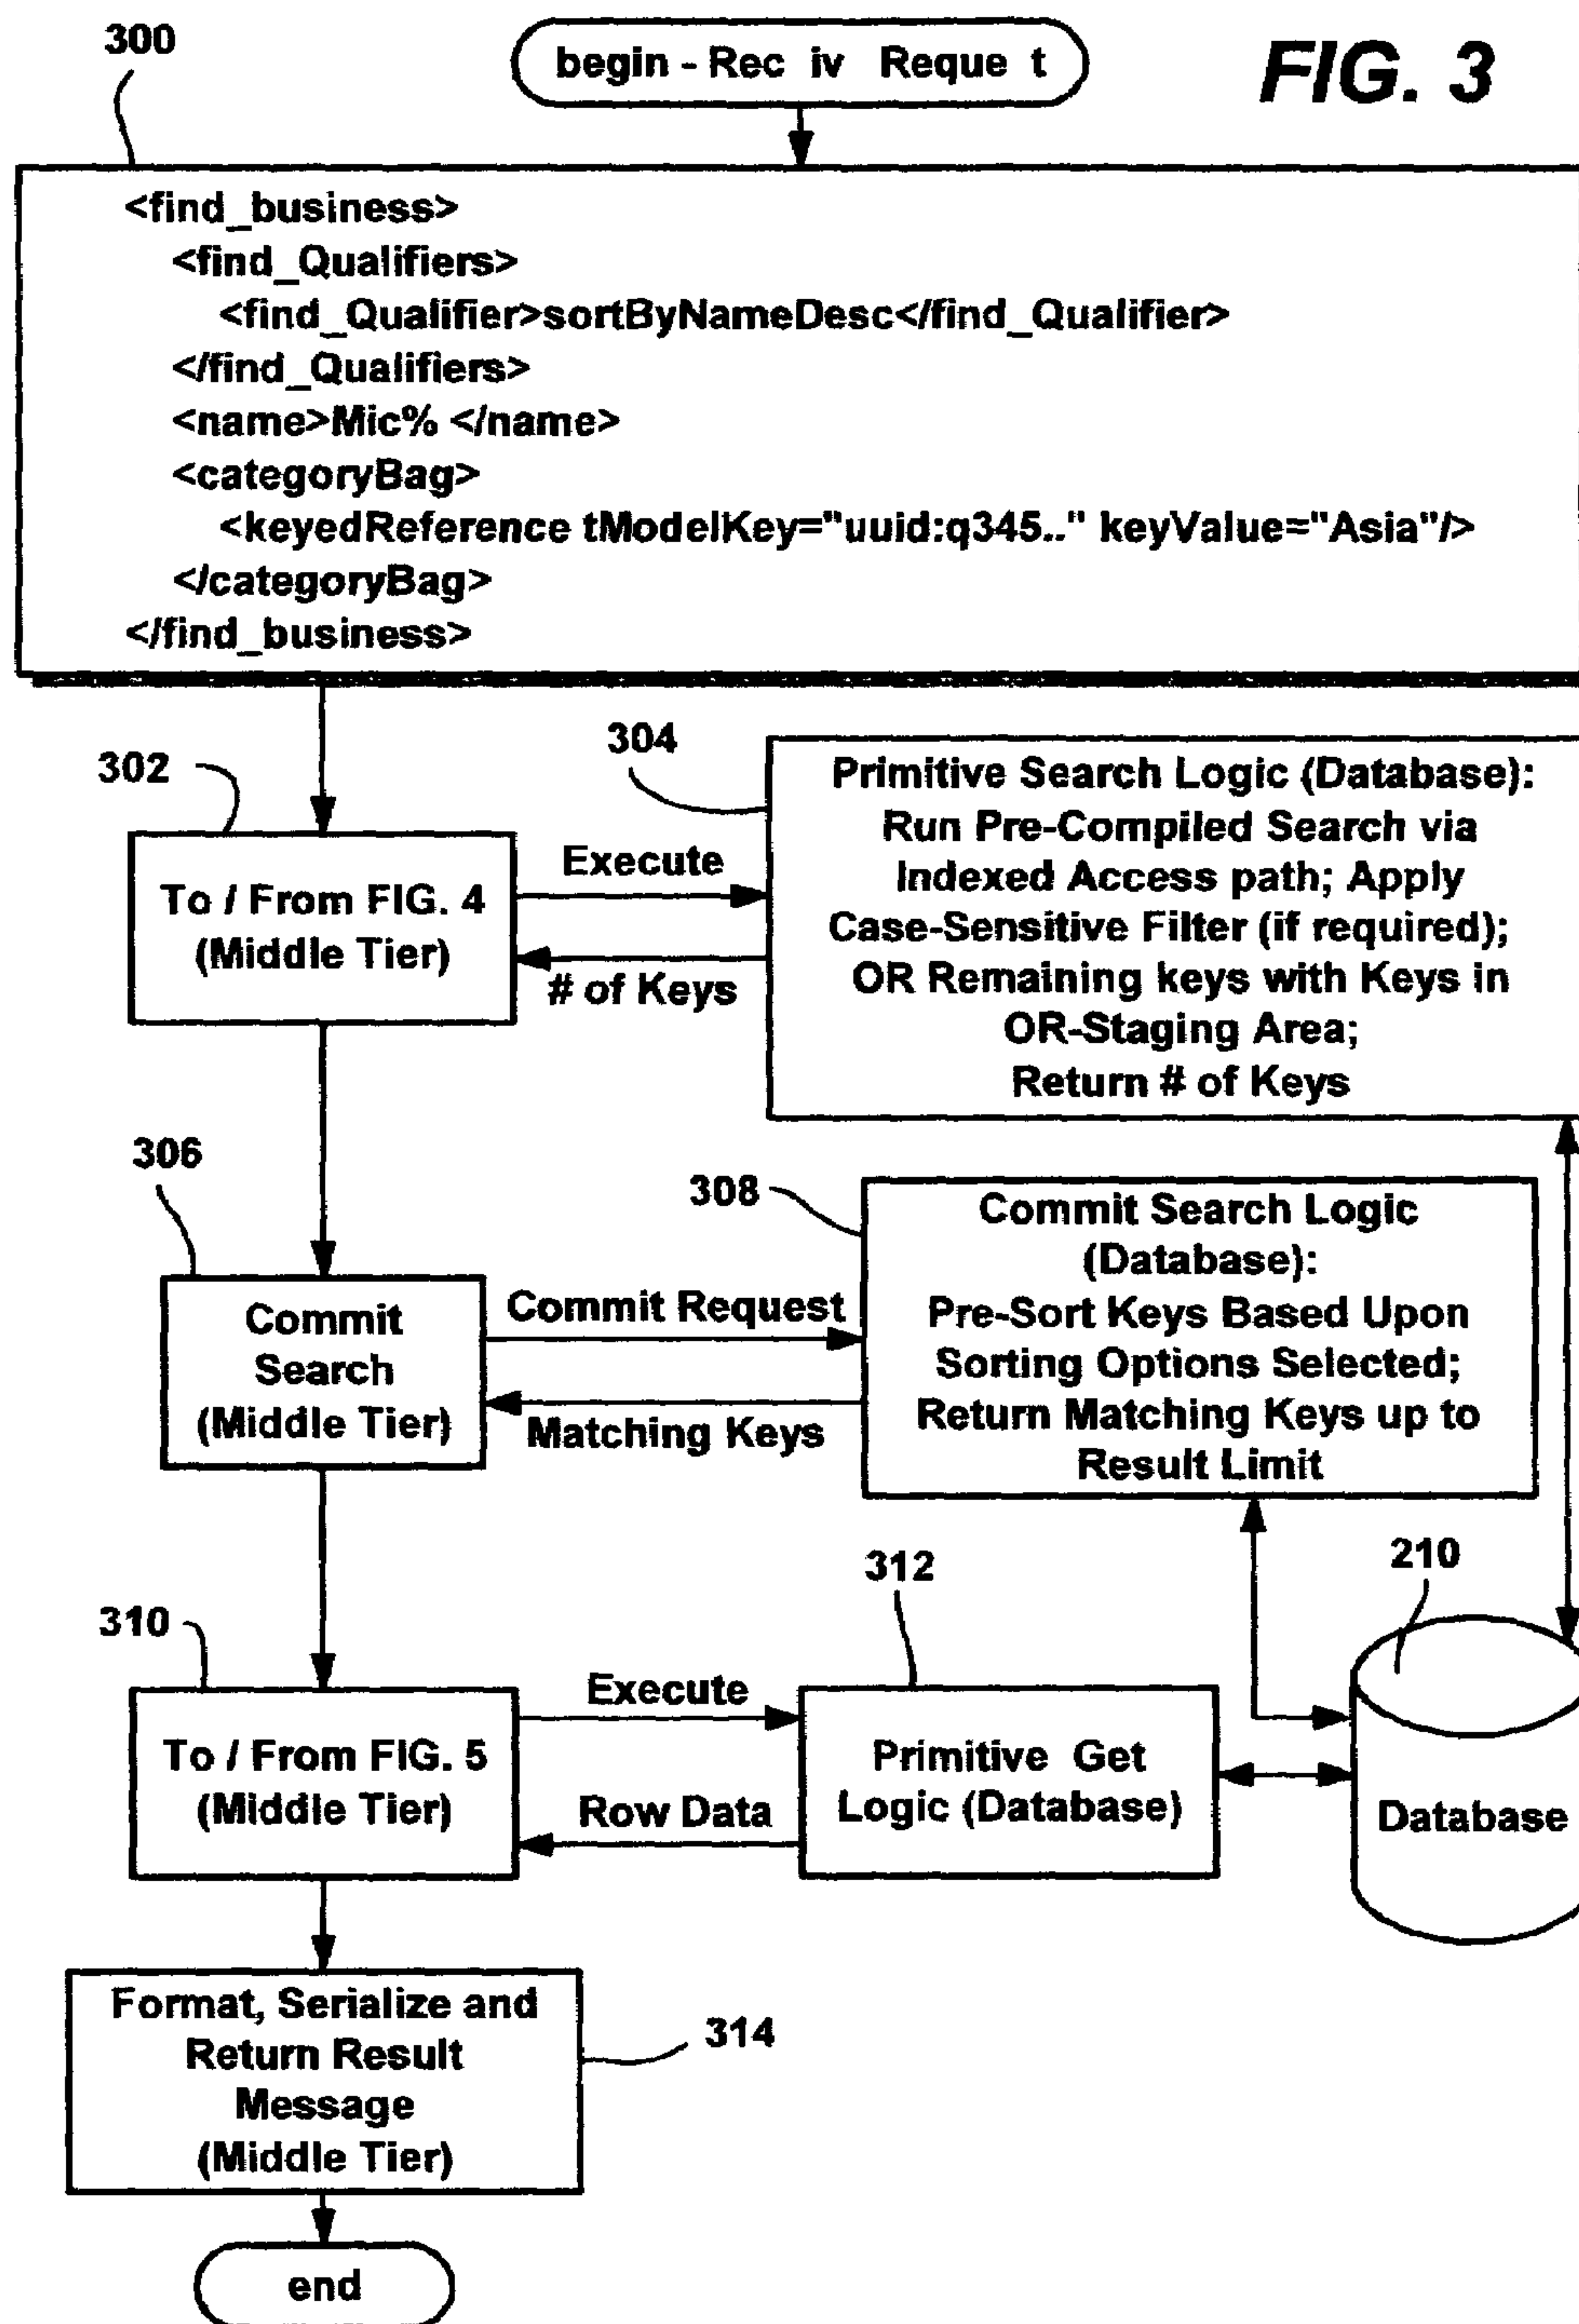 300
begin - Rec iv Reque t
FIG. 3
<find_business>
<find_Qualifiers>
<find_Qualifier>sortByNameDesc</find_Qualifier>
</find_Qualifiers>
<name>Mic% </name>
<categoryBag>
<keyedReference tModelKey="uuid:q345.." keyValue="Asia"/>
</categoryBag>
</find_business>
302
304
To / From FIG. 4
(Middle Tier)
Execute
# of Keys
Primitive Search Logic (Database):
Run Pre-Compiled Search via
Indexed Access path; Apply
Case-Sensitive Filter (if required);
OR Remaining keys with Keys in
OR-Staging Area;
Return # of Keys
306
308
Commit
Search
(Middle Tier)
Commit Request
Matching Keys
Commit Search Logic
(Database):
Pre-Sort Keys Based Upon
Sorting Options Selected;
Return Matching Keys up to
Result Limit
310
312
210
To / From FIG. 5
(Middle Tier)
Execute
Row Data
Primitive Get
Logic (Database)
Database
Format, Serialize and
Return Result
Message
(Middle Tier)
314
end